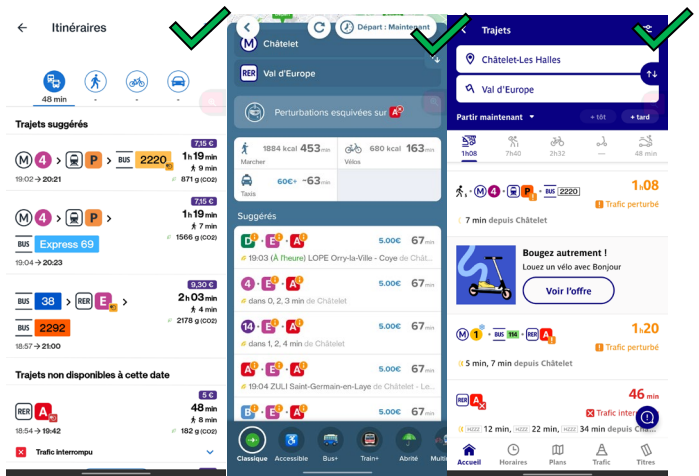 Itinéraires
48 min
-
-
-
Trajets suggérés
7,15 €
M 4 > P > BUS 2220
1h19min
9 min
19:02 → 20:21
871 g (CO2)
7,15 €
M 4 > P >
1h19min
7 min
BUS Express 69
1566 g (CO2)
19:04 → 20:23
9,30 €
BUS 38 > RER E >
2h03min
4 min
BUS 2292
2178 g (CO2)
18:57 → 21:00
Trajets non disponibles à cette date
5 €
RER A
48 min
8 min
18:54 → 19:42
182 g (CO2)
Trafic interrompu
Départ : Maintenant
M Châtelet
RER Val d'Europe
Perturbations esquivées sur A
1884 kcal 453 min
680 kcal 163 min
Marcher
Vélins
60€+ ~63 min
Taxis
Suggérés
D · E · A
5.00€ 67 min
19:03 (À l'heure) LOPE Orry-la-Ville - Coye de Chât...
4 · E · A
5.00€ 67 min
dans 0, 2, 3 min de Châtelet
14 · E · A
5.00€ 67 min
dans 1, 2, 4 min de Châtelet
A · E · A
5.00€ 67 min
19:04 ZULI Saint-Germain-en-Laye de Châtelet - Le...
B · E · A
5.00€ 67 min
Classique
Accessible
Bus+
Train+
Abrité
Multi
Trajets
Châtelet-Les Halles
Val d'Europe
Partir maintenant
+ tôt
+ tard
1h08
7h40
2h32
—
48 min
M 4 · P · BUS 2220
1h08
Trafic perturbé
7 min depuis Châtelet
Bougez autrement !
Louez un vélo avec Bonjour
Voir l'offre
M 1 · BUS 114 · RER A
1h20
Trafic perturbé
5 min, 7 min depuis Châtelet
RER A
46 min
Trafic inter
HZZZ 12 min, HZZZ 22 min, HZZZ 34 min depuis
Accueil
Horaires
Plans
Trafic
Titres